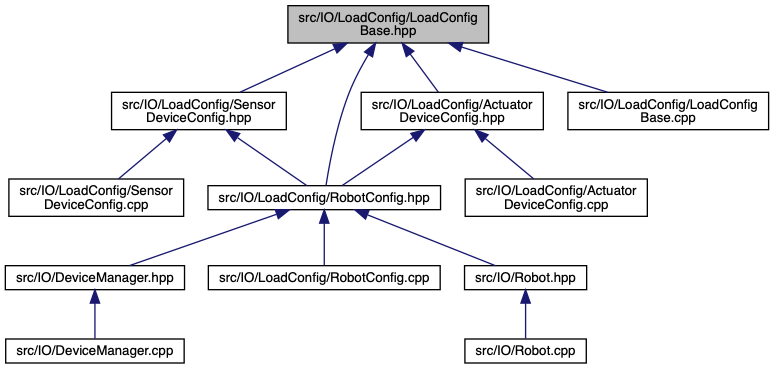 src/IO/LoadConfig/LoadConfig
Base.hpp
src/IO/LoadConfig/Sensor
DeviceConfig.hpp
src/IO/LoadConfig/Actuator
DeviceConfig.hpp
src/IO/LoadConfig/LoadConfig
Base.cpp
src/IO/LoadConfig/Sensor
DeviceConfig.cpp
src/IO/LoadConfig/RobotConfig.hpp
src/IO/LoadConfig/Actuator
DeviceConfig.cpp
src/IO/DeviceManager.hpp
src/IO/LoadConfig/RobotConfig.cpp
src/IO/Robot.hpp
src/IO/DeviceManager.cpp
src/IO/Robot.cpp